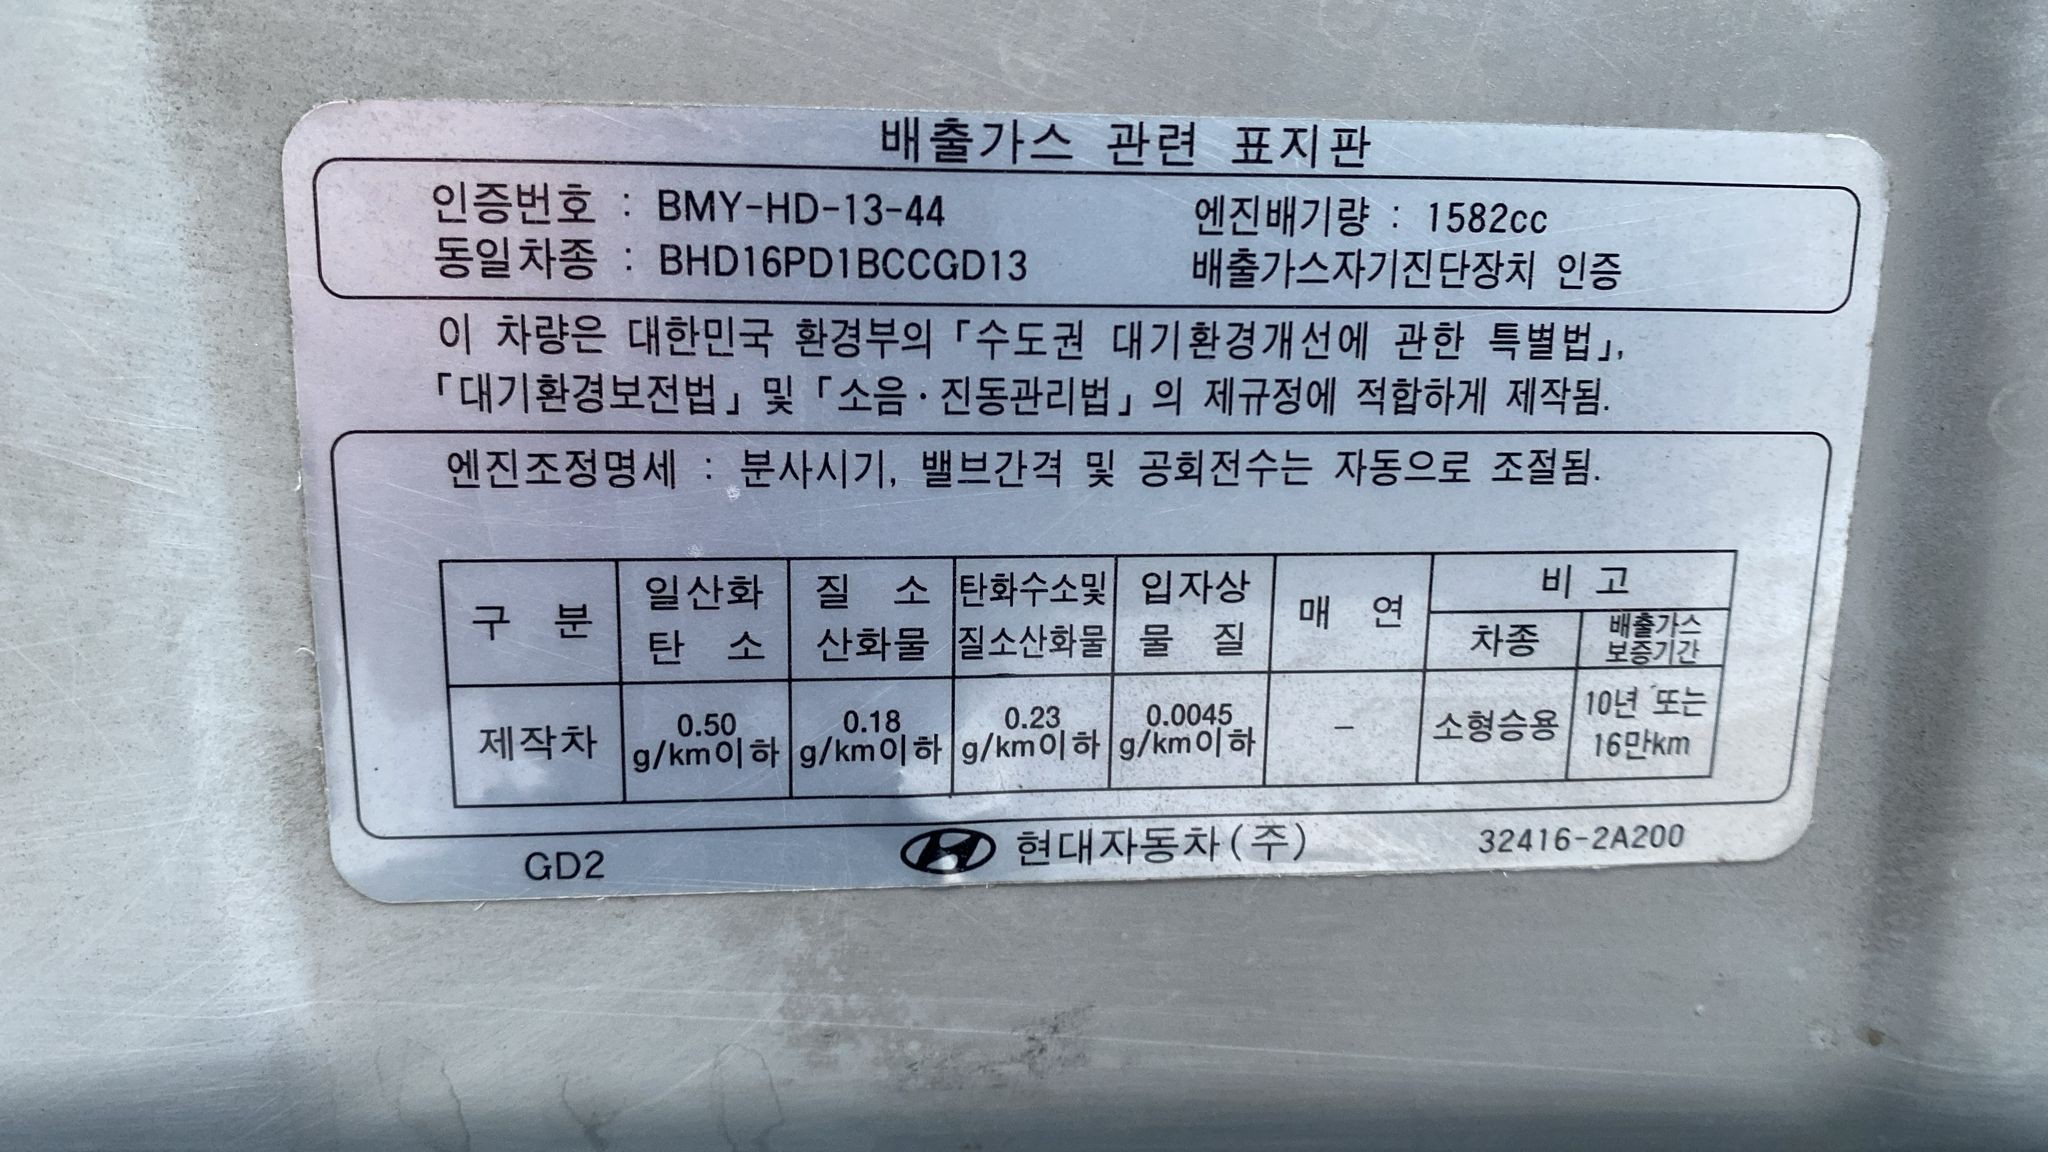 배출가스 관련 표지판
인증번호 : BMY-HD-13-44 엔진배기량 : 1582cc
동일차종 : BHD16PD1BCCGD13 배출가스자기진단장치 인증
이 차량은 대한민국 환경부의 「수도권 대기환경개선에 관한 특별법」,
「대기환경보전법」 및 「소음·진동관리법」의 제규정에 적합하게 제작됨.
엔진조정명세 : 분사시기, 밸브간격 및 공회전수는 자동으로 조절됨.
구 분 일산화 탄 소 질 소 산화물 탄화수소및 질소산화물 입자상 물 질 매 연 비 고
차종 배출가스 보증기간
제작차 0.50 g/km이하 0.18 g/km이하 0.23 g/km이하 0.0045 g/km이하 - 소형승용 10년 또는 16만km
GD2 현대자동차(주) 32416-2A200